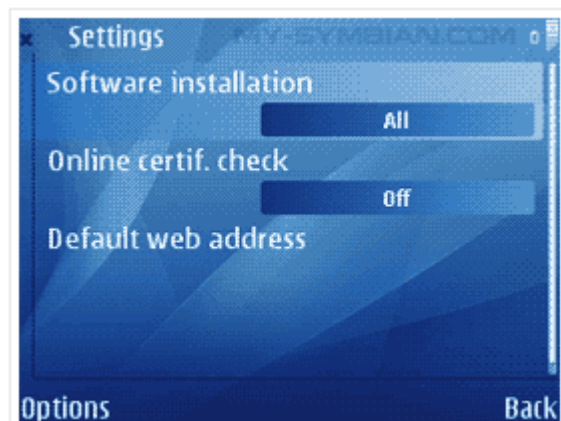 Settings
MY-SYMBIAN.COM
Software installation
All
Online certif. check
Off
Default web address
Options
Back